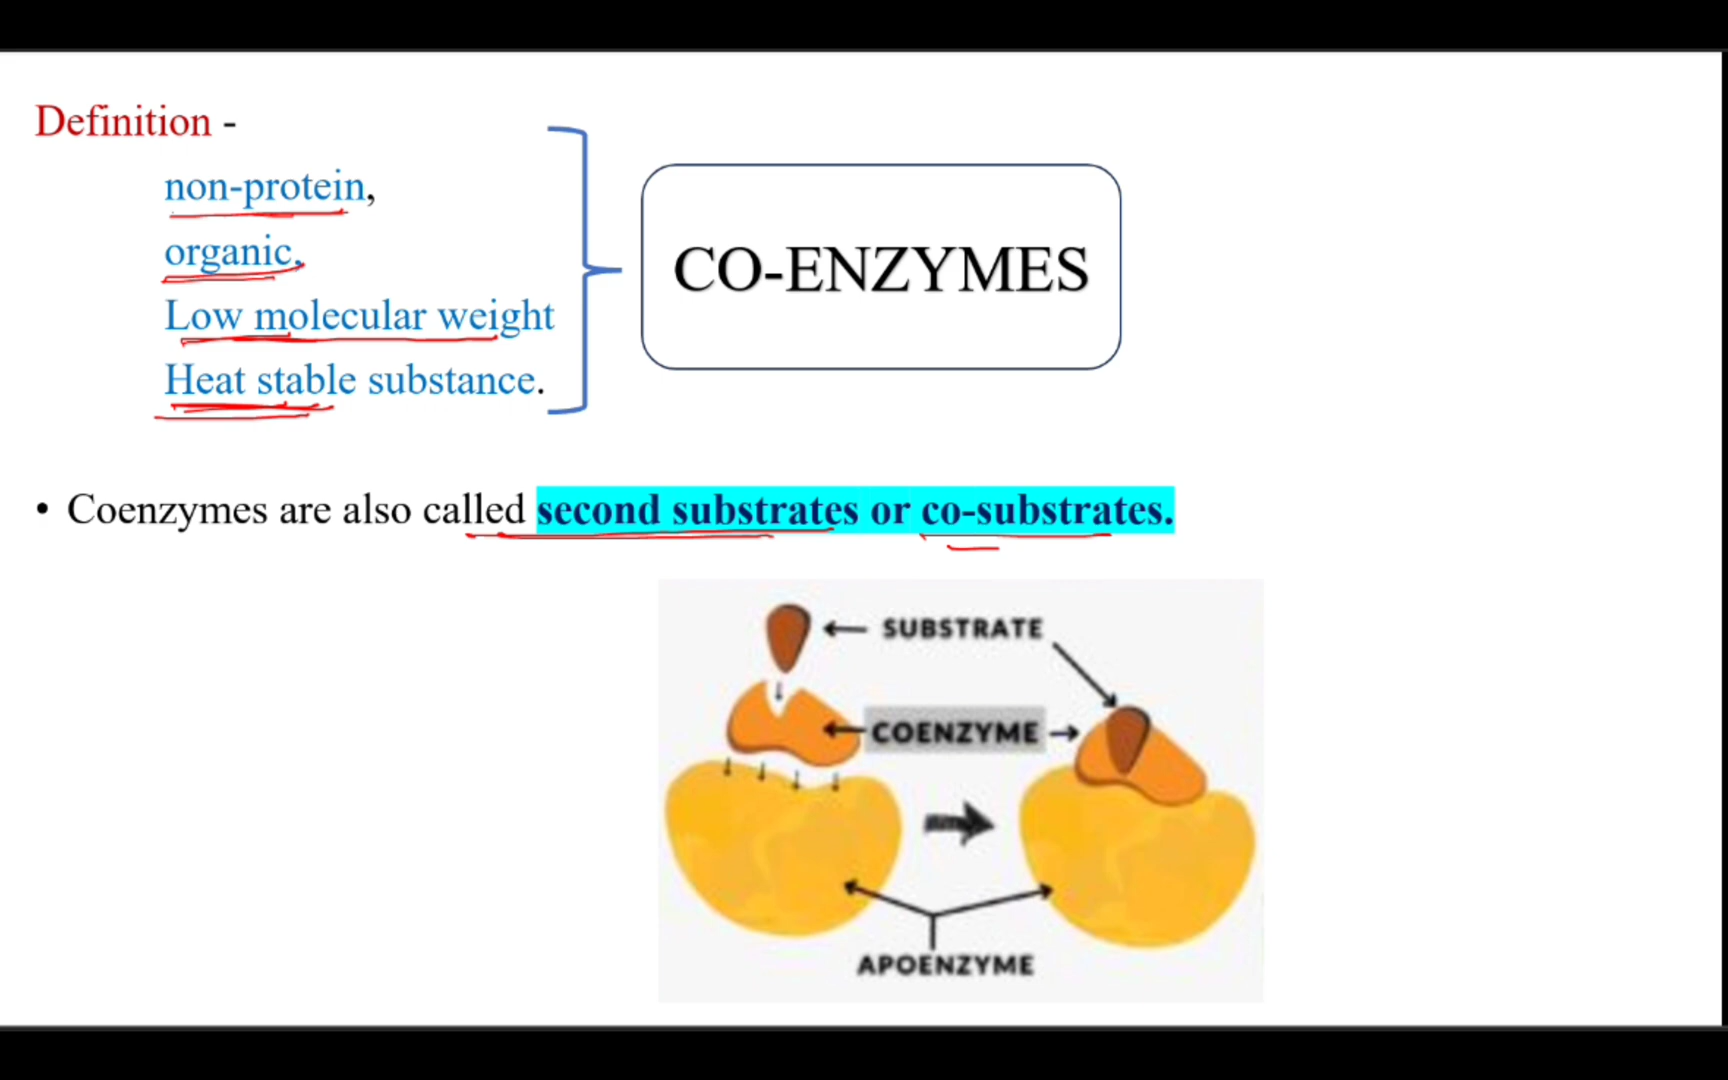 Definition -
non-protein,
organic,
Low molecular weight
Heat stable substance.
CO-ENZYMES
• Coenzymes are also called second substrates or co-substrates.
SUBSTRATE
COENZYME
APOENZYME